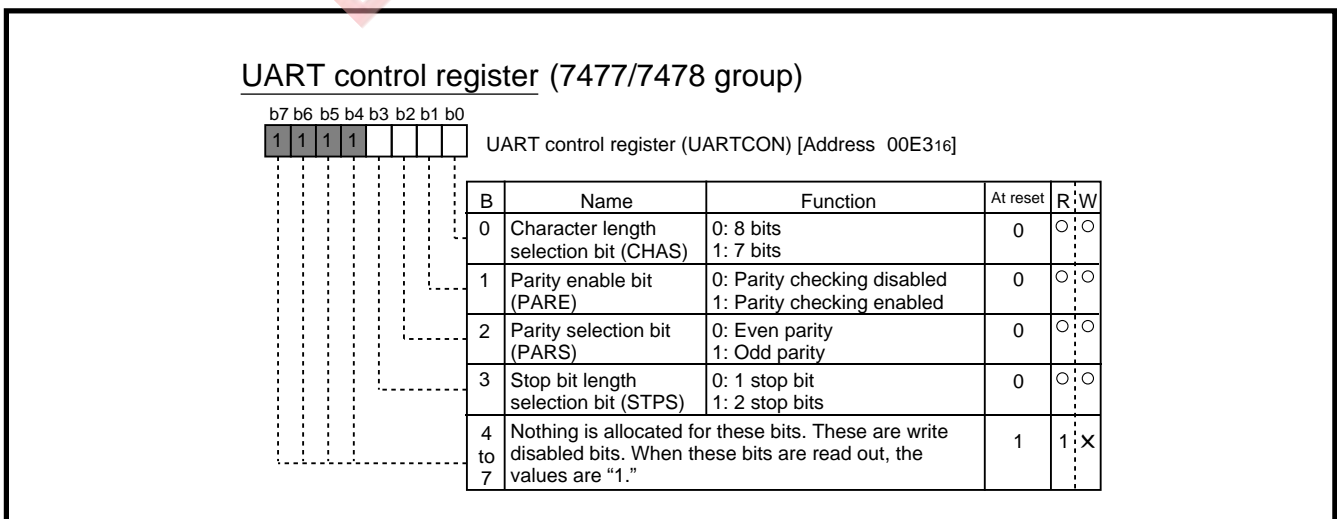 UART control register (7477/7478 group)
b7 b6 b5 b4 b3 b2 b1 b0
1 1 1 1
UART control register (UARTCON) [Address 00E316]
B Name Function At reset R W
0 Character length selection bit (CHAS) 0: 8 bits 1: 7 bits 0 ○ ○
1 Parity enable bit (PARE) 0: Parity checking disabled 1: Parity checking enabled 0 ○ ○
2 Parity selection bit (PARS) 0: Even parity 1: Odd parity 0 ○ ○
3 Stop bit length selection bit (STPS) 0: 1 stop bit 1: 2 stop bits 0 ○ ○
4 to 7 Nothing is allocated for these bits. These are write disabled bits. When these bits are read out, the values are “1.” 1 1 ×